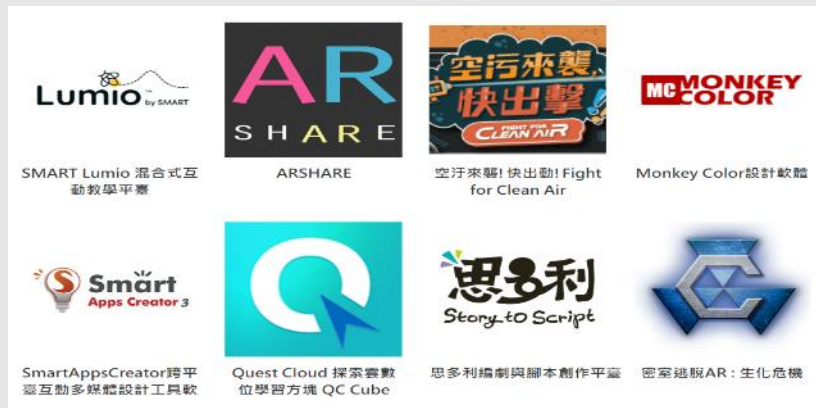 Lumio™
by SMART
AR
SHARE
空污來襲
快出擊!
FIGHT FOR
CLEAN AIR
MC MONKEY
COLOR
SMART Lumio 混合式互
動教學平臺
ARSHARE
空汙來襲! 快出動! Fight
for Clean Air
Monkey Color設計軟體
S Smart
Apps Creator 3
Q
思多利
Story to Script
C
SmartAppsCreator跨平
臺互動多媒體設計工具軟
Quest Cloud 探索雲數
位學習方塊 QC Cube
思多利編劇與腳本創作平臺
密室逃脫AR : 生化危機